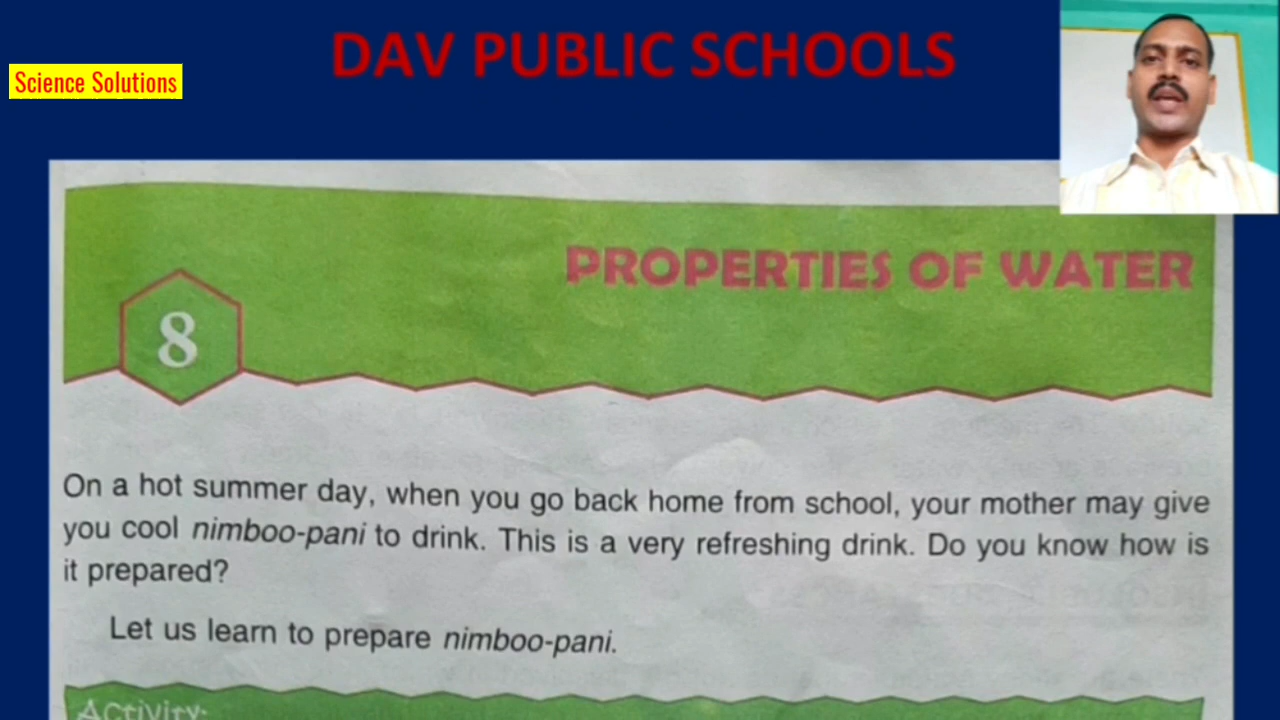 DAV PUBLIC SCHOOLS
Science Solutions
PROPERTIES OF WATER
8
On a hot summer day, when you go back home from school, your mother may give
you cool nimboo-pani to drink. This is a very refreshing drink. Do you know how is
it prepared?
Let us learn to prepare nimboo-pani.
Activity: